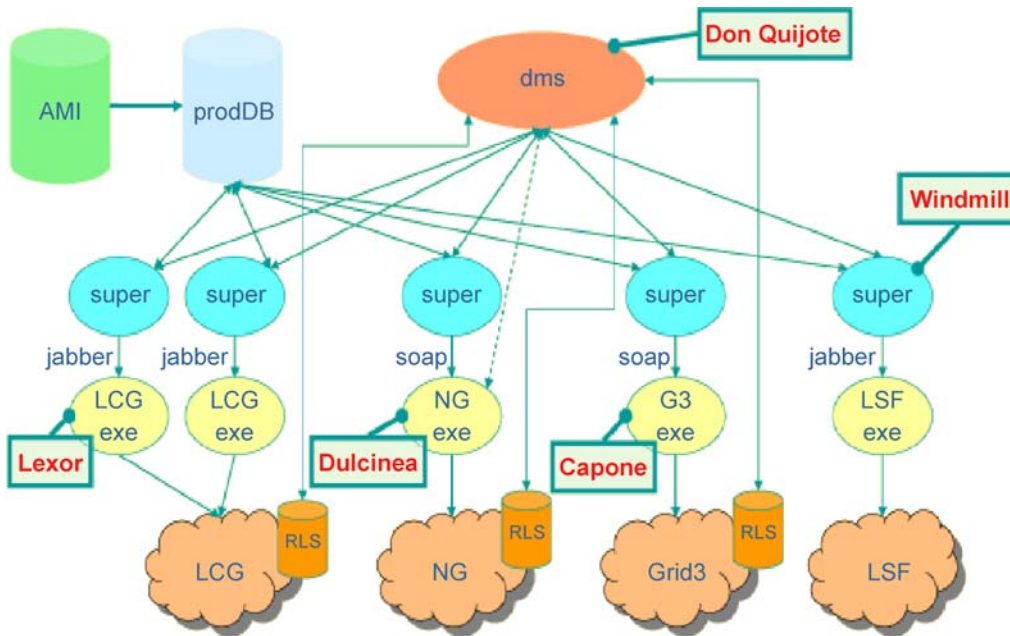 Don Quijote
dms
AMI
prodDB
Windmill
super
super
super
super
super
jabber
jabber
soap
soap
jabber
LCG
exe
LCG
exe
NG
exe
G3
exe
LSF
exe
Lexor
Dulcinea
Capone
RLS
RLS
RLS
LCG
NG
Grid3
LSF